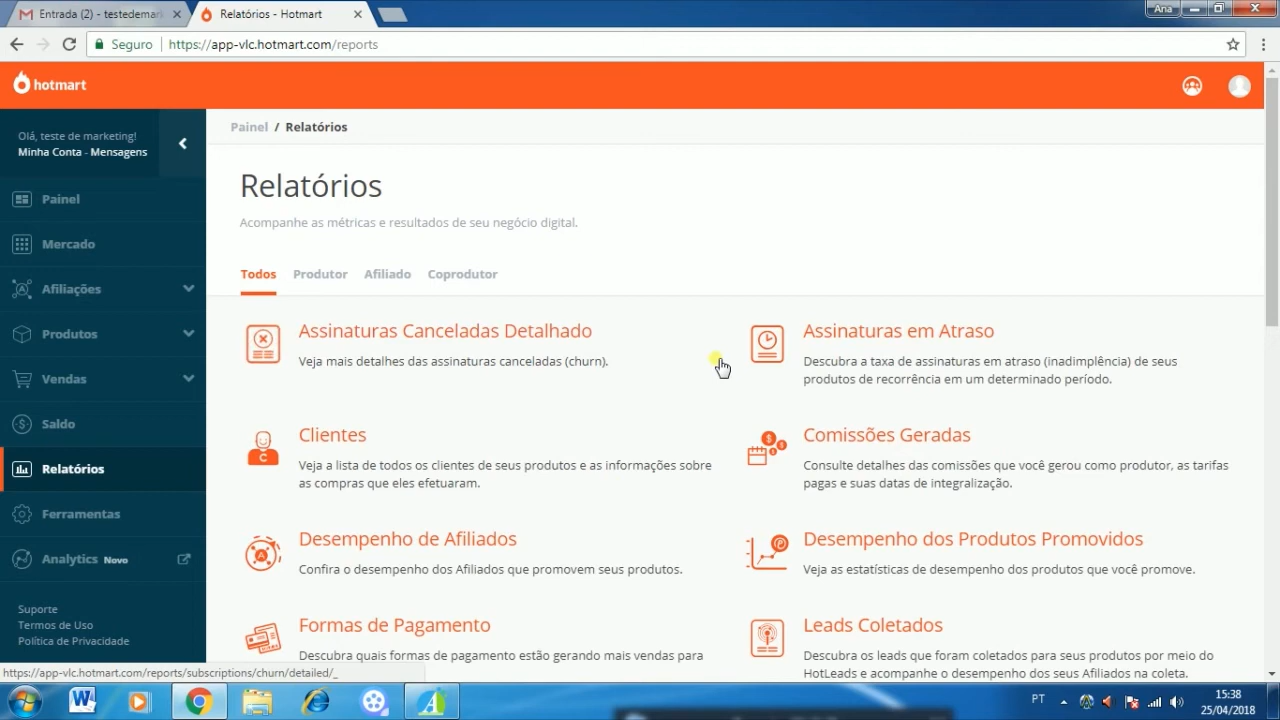 Entrada (2) - testedemar
Relatórios - Hotmart
Ana
Seguro
https://app-vlc.hotmart.com/reports
hotmart
Olá, teste de marketing!
Minha Conta - Mensagens
Painel
Mercado
Afiliações
Produtos
Vendas
Saldo
Relatórios
Ferramentas
Analytics Novo
Suporte
Termos de Uso
Política de Privacidade
Painel / Relatórios
Relatórios
Acompanhe as métricas e resultados de seu negócio digital.
Todos Produtor Afiliado Coprodutor
Assinaturas Canceladas Detalhado
Veja mais detalhes das assinaturas canceladas (churn).
Assinaturas em Atraso
Descubra a taxa de assinaturas em atraso (inadimplência) de seus
produtos de recorrência em um determinado período.
Clientes
Veja a lista de todos os clientes de seus produtos e as informações sobre
as compras que eles efetuaram.
Comissões Geradas
Consulte detalhes das comissões que você gerou como produtor, as tarifas
pagas e suas datas de integralização.
Desempenho de Afiliados
Confira o desempenho dos Afiliados que promovem seus produtos.
Desempenho dos Produtos Promovidos
Veja as estatísticas de desempenho dos produtos que você promove.
Formas de Pagamento
Descubra quais formas de pagamento estão gerando mais vendas para
Leads Coletados
Descubra os leads que foram coletados para seus produtos por meio do
HotLeads e acompanhe o desempenho dos seus Afiliados na coleta.
https://app-vlc.hotmart.com/reports/subscriptions/churn/detailed/_
PT
15:38
25/04/2018